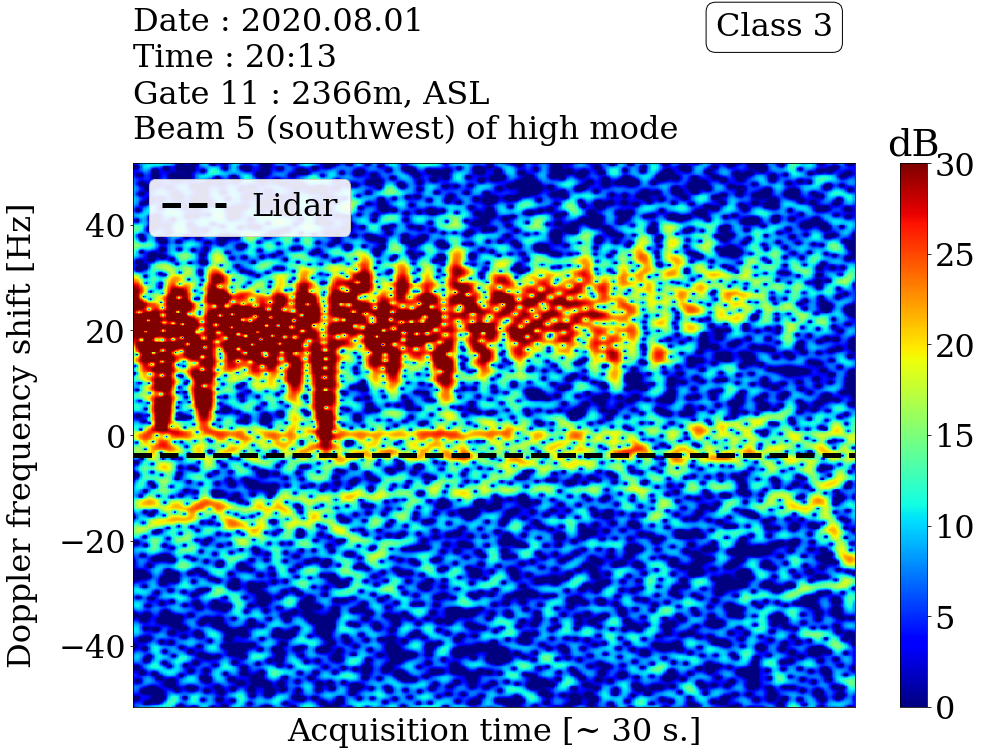 Date : 2020.08.01
Time : 20:13
Gate 11 : 2366m, ASL
Beam 5 (southwest) of high mode
Class 3
dB
Lidar
Doppler frequency shift [Hz]
40
20
0
−20
−40
30
25
20
15
10
5
0
Acquisition time [~ 30 s.]